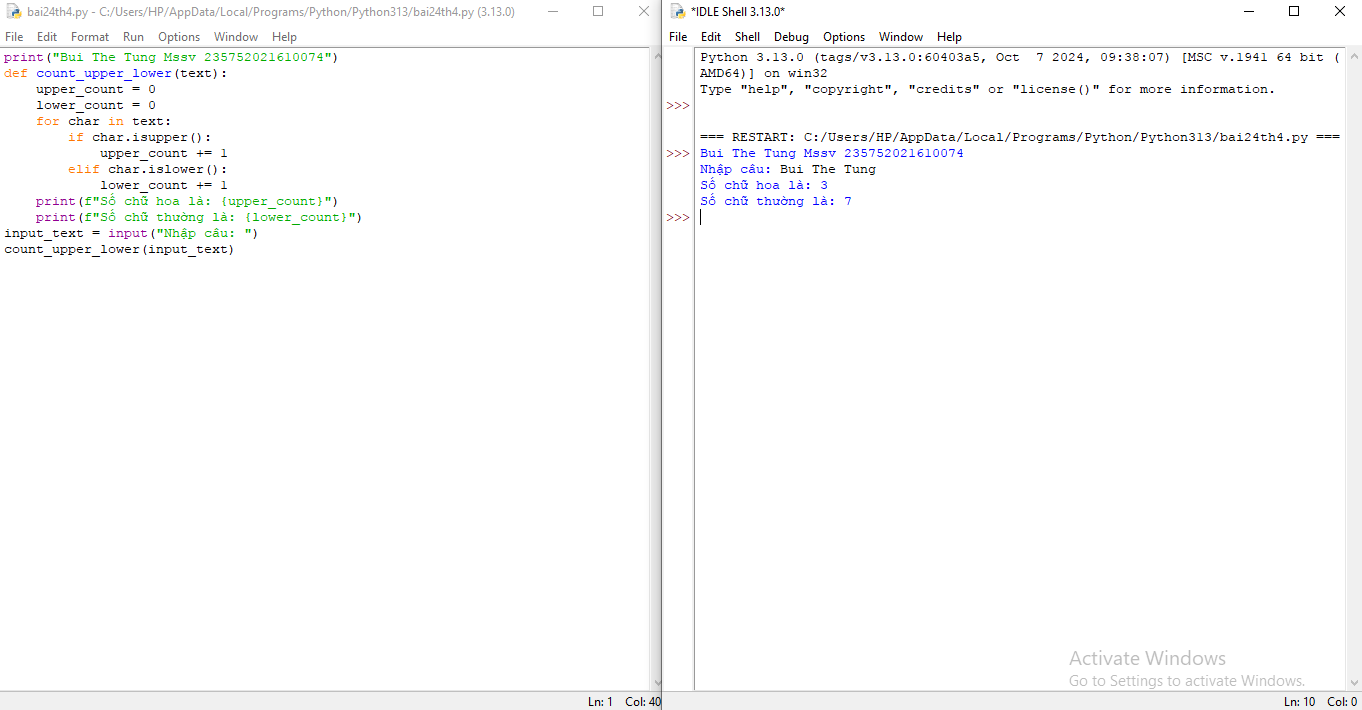 bai24th4.py - C:/Users/HP/AppData/Local/Programs/Python/Python313/bai24th4.py (3.13.0)
File Edit Format Run Options Window Help
print("Bui The Tung Mssv 235752021610074")
def count_upper_lower(text):
    upper_count = 0
    lower_count = 0
    for char in text:
        if char.isupper():
            upper_count += 1
        elif char.islower():
            lower_count += 1
    print(f"Số chữ hoa là: {upper_count}")
    print(f"Số chữ thường là: {lower_count}")
input_text = input("Nhập câu: ")
count_upper_lower(input_text)
Ln: 1 Col: 40
*IDLE Shell 3.13.0*
File Edit Shell Debug Options Window Help
Python 3.13.0 (tags/v3.13.0:60403a5, Oct  7 2024, 09:38:07) [MSC v.1941 64 bit (
AMD64)] on win32
Type "help", "copyright", "credits" or "license()" for more information.
>>>
=== RESTART: C:/Users/HP/AppData/Local/Programs/Python/Python313/bai24th4.py ===
>>> Bui The Tung Mssv 235752021610074
Nhập câu: Bui The Tung
Số chữ hoa là: 3
Số chữ thường là: 7
>>>
Activate Windows
Go to Settings to activate Windows.
Ln: 10 Col: 0